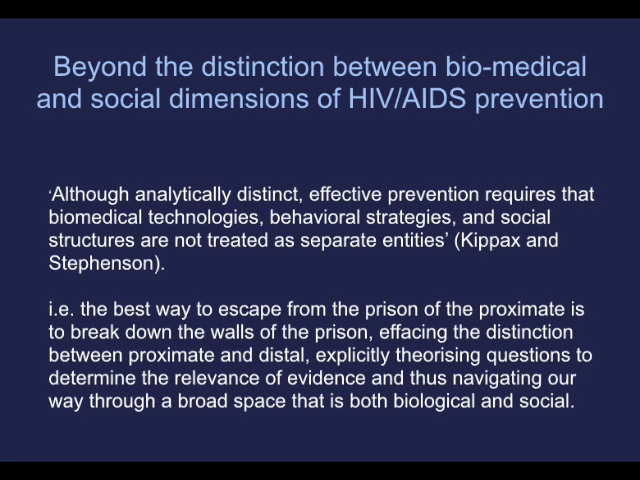 Beyond the distinction between bio-medical
and social dimensions of HIV/AIDS prevention
‘Although analytically distinct, effective prevention requires that
biomedical technologies, behavioral strategies, and social
structures are not treated as separate entities’ (Kippax and
Stephenson).
i.e. the best way to escape from the prison of the proximate is
to break down the walls of the prison, effacing the distinction
between proximate and distal, explicitly theorising questions to
determine the relevance of evidence and thus navigating our
way through a broad space that is both biological and social.